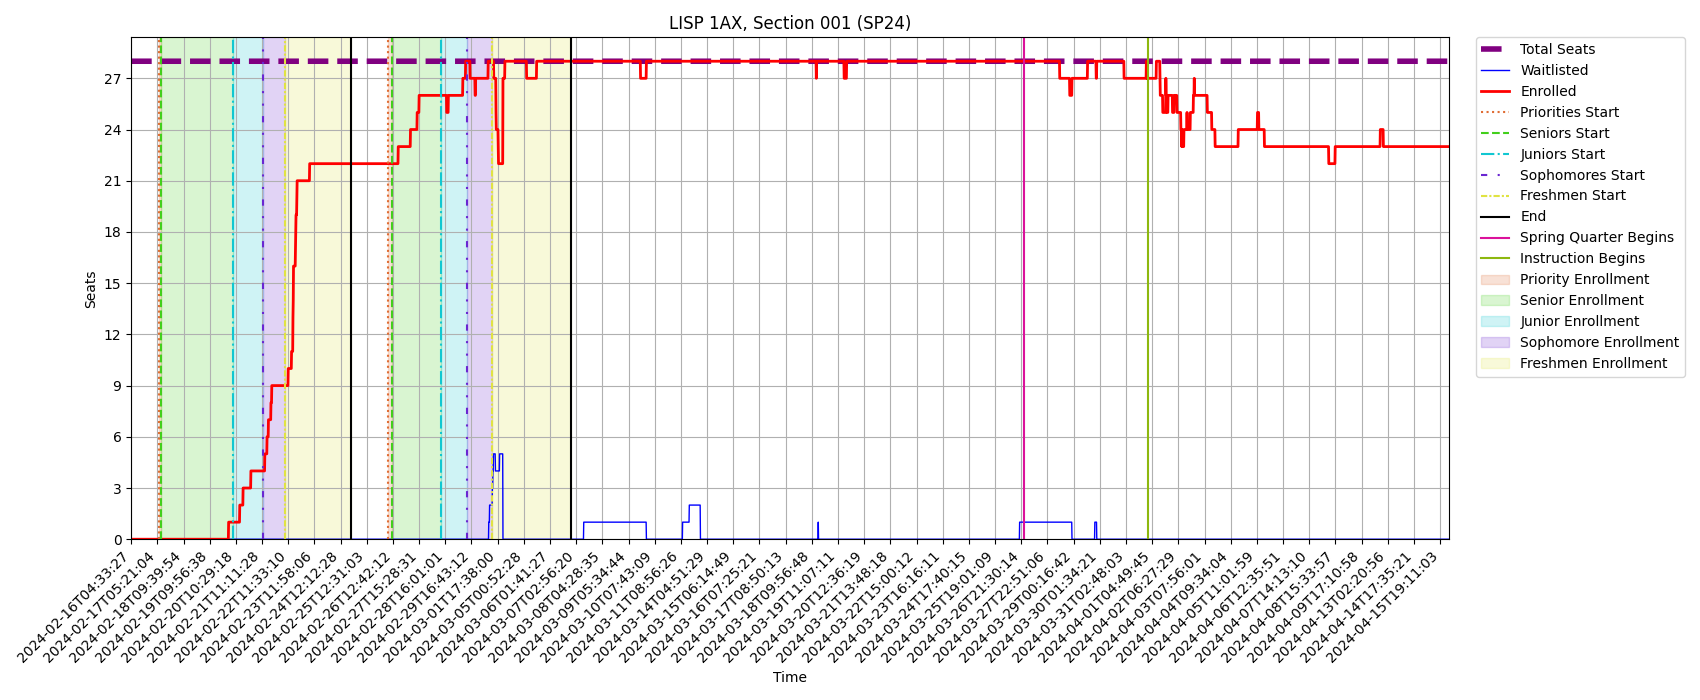 LISP 1AX, Section 001 (SP24)
Seats
27
24
21
18
15
12
9
6
3
0
2024-02-16T04:33:27
2024-02-17T05:21:04
2024-02-18T09:39:54
2024-02-19T09:56:38
2024-02-20T10:29:18
2024-02-21T11:11:28
2024-02-22T11:33:10
2024-02-23T11:58:06
2024-02-24T12:12:28
2024-02-25T12:31:03
2024-02-26T12:42:12
2024-02-27T15:28:31
2024-02-28T16:01:01
2024-02-29T16:43:12
2024-03-01T17:38:00
2024-03-05T00:52:28
2024-03-06T01:41:27
2024-03-07T02:56:20
2024-03-08T04:28:35
2024-03-09T05:34:44
2024-03-10T07:43:09
2024-03-11T08:56:29
2024-03-14T04:51:29
2024-03-15T06:14:49
2024-03-16T07:25:21
2024-03-17T08:50:13
2024-03-18T09:56:48
2024-03-19T11:07:11
2024-03-20T12:36:19
2024-03-21T13:48:18
2024-03-22T15:00:12
2024-03-23T16:16:11
2024-03-24T17:40:15
2024-03-25T19:01:09
2024-03-26T21:30:14
2024-03-27T22:51:06
2024-03-29T00:16:42
2024-03-30T01:34:21
2024-03-31T02:48:03
2024-04-01T04:49:45
2024-04-02T06:27:29
2024-04-03T07:56:01
2024-04-04T09:34:04
2024-04-05T11:01:59
2024-04-06T12:35:51
2024-04-07T14:13:10
2024-04-08T15:33:57
2024-04-09T17:10:58
2024-04-13T02:20:56
2024-04-14T17:35:21
2024-04-15T19:11:03
Time
Total Seats
Waitlisted
Enrolled
Priorities Start
Seniors Start
Juniors Start
Sophomores Start
Freshmen Start
End
Spring Quarter Begins
Instruction Begins
Priority Enrollment
Senior Enrollment
Junior Enrollment
Sophomore Enrollment
Freshmen Enrollment